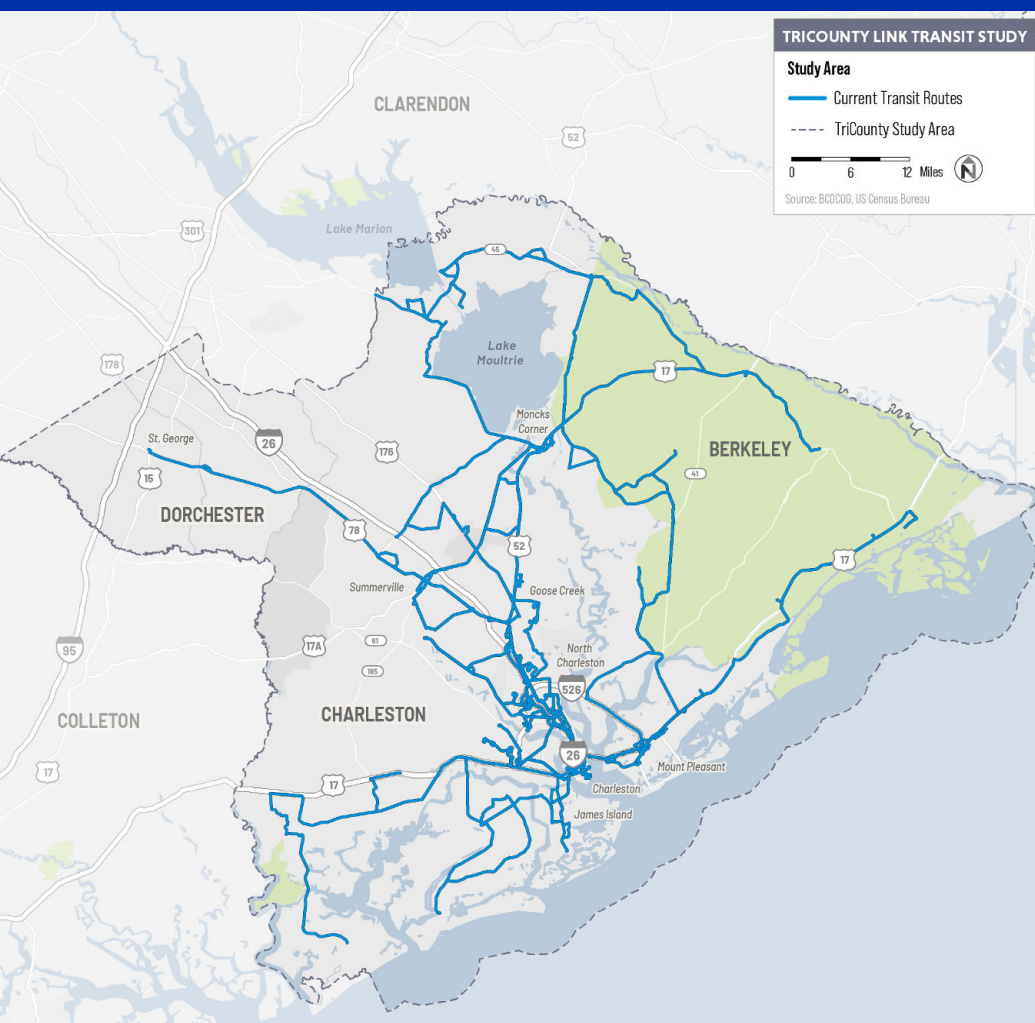 TRICOUNTY LINK TRANSIT STUDY
Study Area
Current Transit Routes
TriCounty Study Area
0 6 12 Miles
N
Source: BCDCOG, US Census Bureau
CLARENDON
52
301
Lake Marion
45
Lake
Moultrie
178
17
Moncks
Corner
St. George
26
176
BERKELEY
41
15
DORCHESTER
78
52
17
Summerville
Goose Creek
95
17A
61
165
North
Charleston
526
COLLETON
CHARLESTON
26
17
17
Mount Pleasant
Charleston
James Island